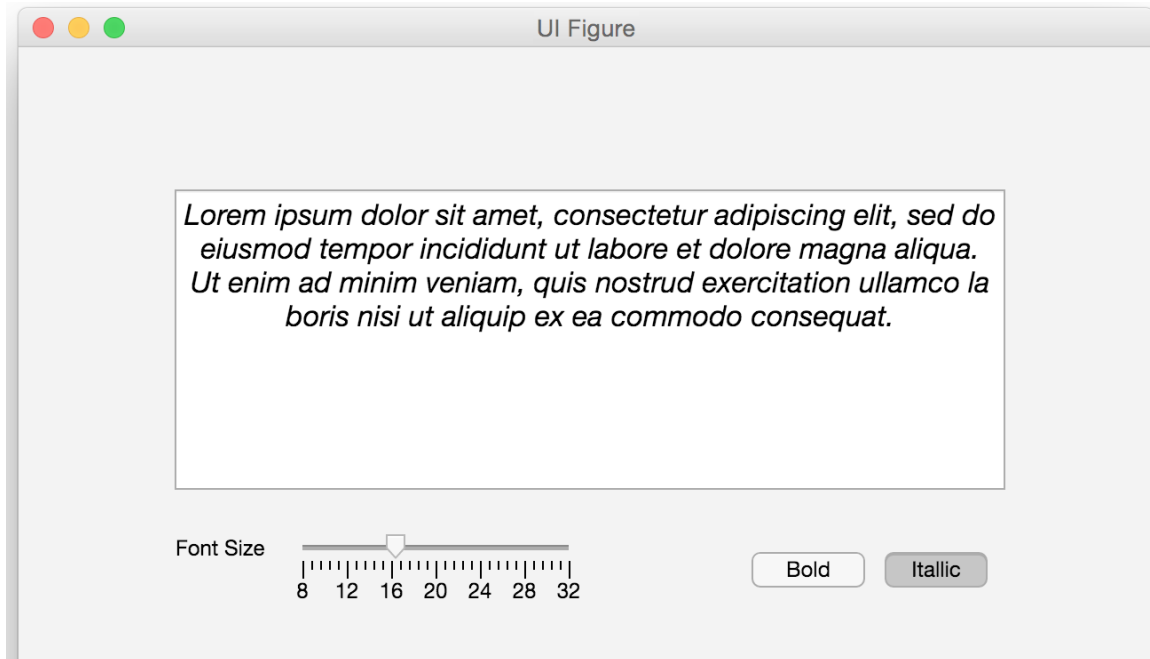 UI Figure
Lorem ipsum dolor sit amet, consectetur adipiscing elit, sed do
eiusmod tempor incididunt ut labore et dolore magna aliqua.
Ut enim ad minim veniam, quis nostrud exercitation ullamco la
boris nisi ut aliquip ex ea commodo consequat.
Font Size
8 12 16 20 24 28 32
Bold
Itallic